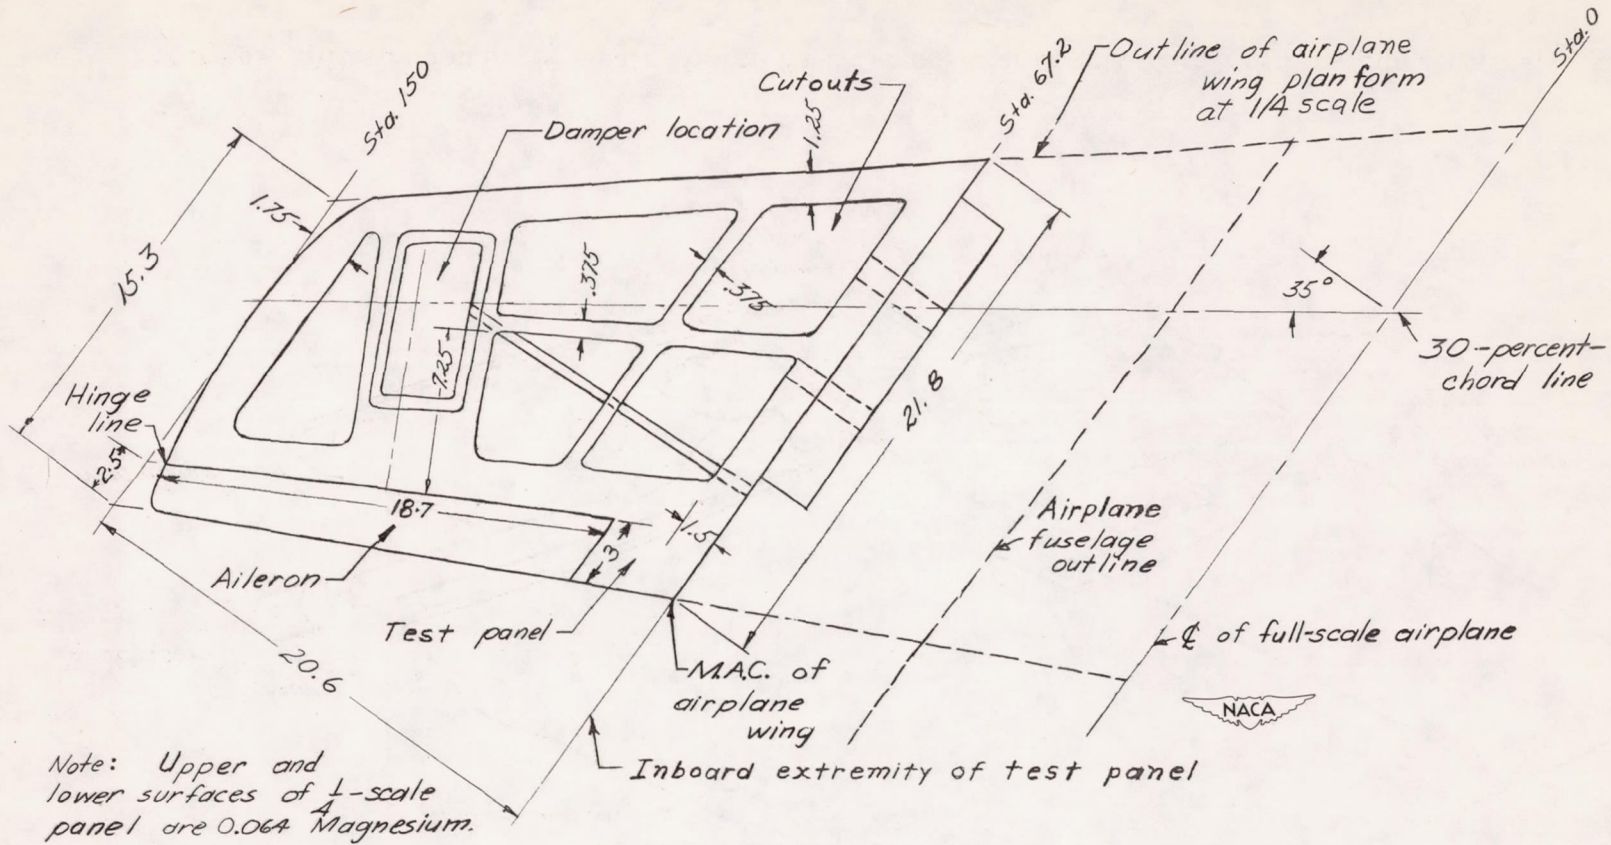 Sta. 0
Outline of airplane
wing plan form
at 1/4 scale
Sta. 67.2
Cutouts
Sta. 150
Damper location
1.25
1.75
15.3
.375
.375
35°
30-percent-
chord line
7.25
21.8
Hinge
line
2.5
18.7
1.5
3
Airplane
fuselage
outline
Aileron
Test panel
℄ of full-scale airplane
20.6
M.A.C. of
airplane
wing
NACA
Inboard extremity of test panel
Note: Upper and
lower surfaces of 1/4-scale
panel are 0.064 Magnesium.